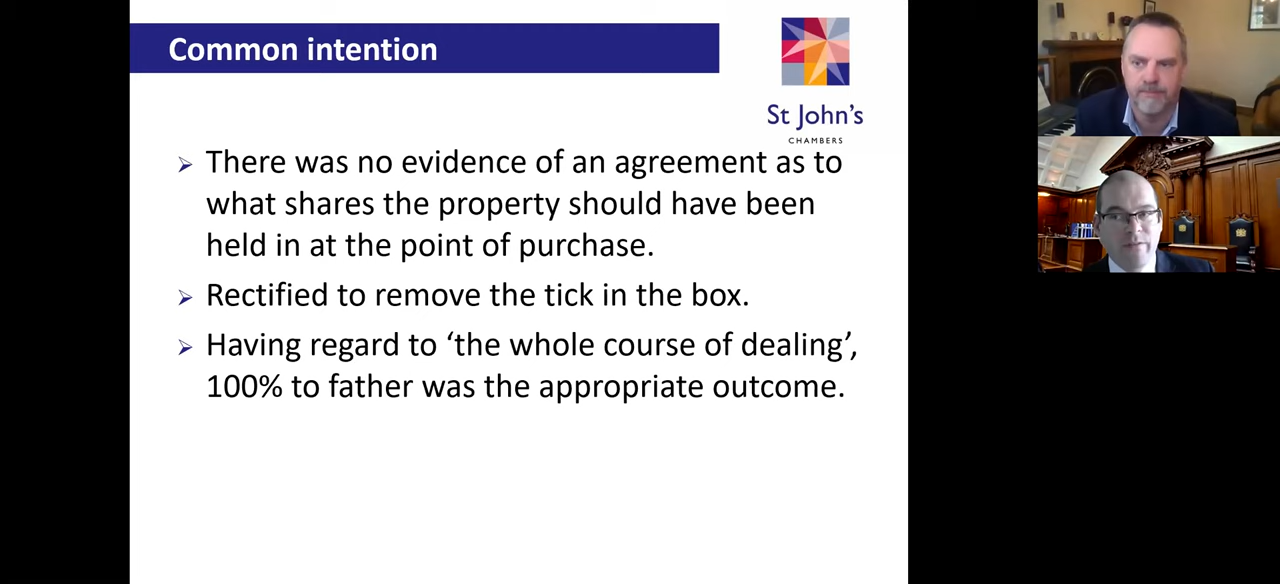 Common intention
St John's
CHAMBERS
➢ There was no evidence of an agreement as to
what shares the property should have been
held in at the point of purchase.
➢ Rectified to remove the tick in the box.
➢ Having regard to ‘the whole course of dealing’,
100% to father was the appropriate outcome.